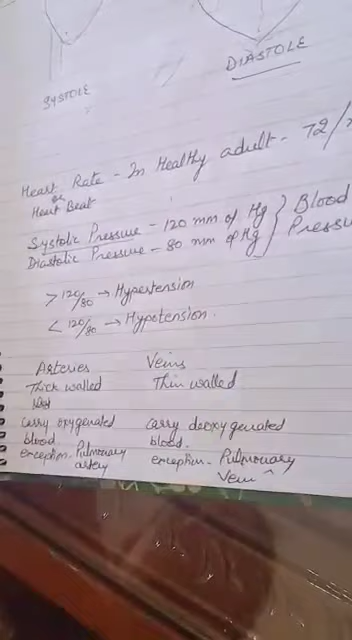 SYSTOLE
DIASTOLE
Heart Rate - In Healthy adult - 72/
or
Heart Beat
Systolic Pressure - 120 mm of Hg } Blood
Diastolic Pressure - 80 mm of Hg
> 120/80 → Hypertension
< 120/80 → Hypotension.
Arteries Veins
Thick walled Thin walled
carry oxygenated carry deoxygenated
blood blood.
exception - Pulmonary exception - Pulmonary
artery Vein